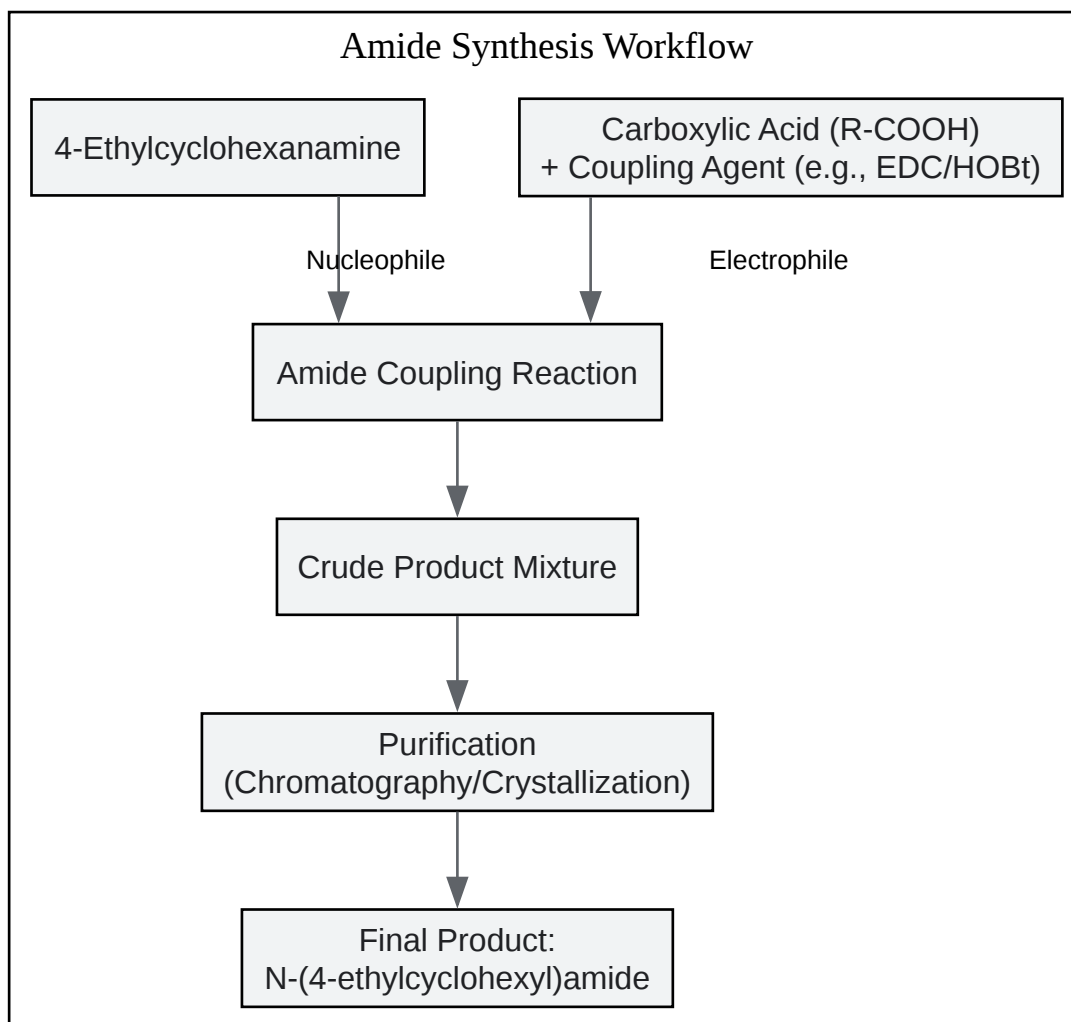 Amide Synthesis Workflow
4-Ethylcyclohexanamine
Carboxylic Acid (R-COOH)
+ Coupling Agent (e.g., EDC/HOBt)
Nucleophile
Electrophile
Amide Coupling Reaction
Crude Product Mixture
Purification
(Chromatography/Crystallization)
Final Product:
N-(4-ethylcyclohexyl)amide